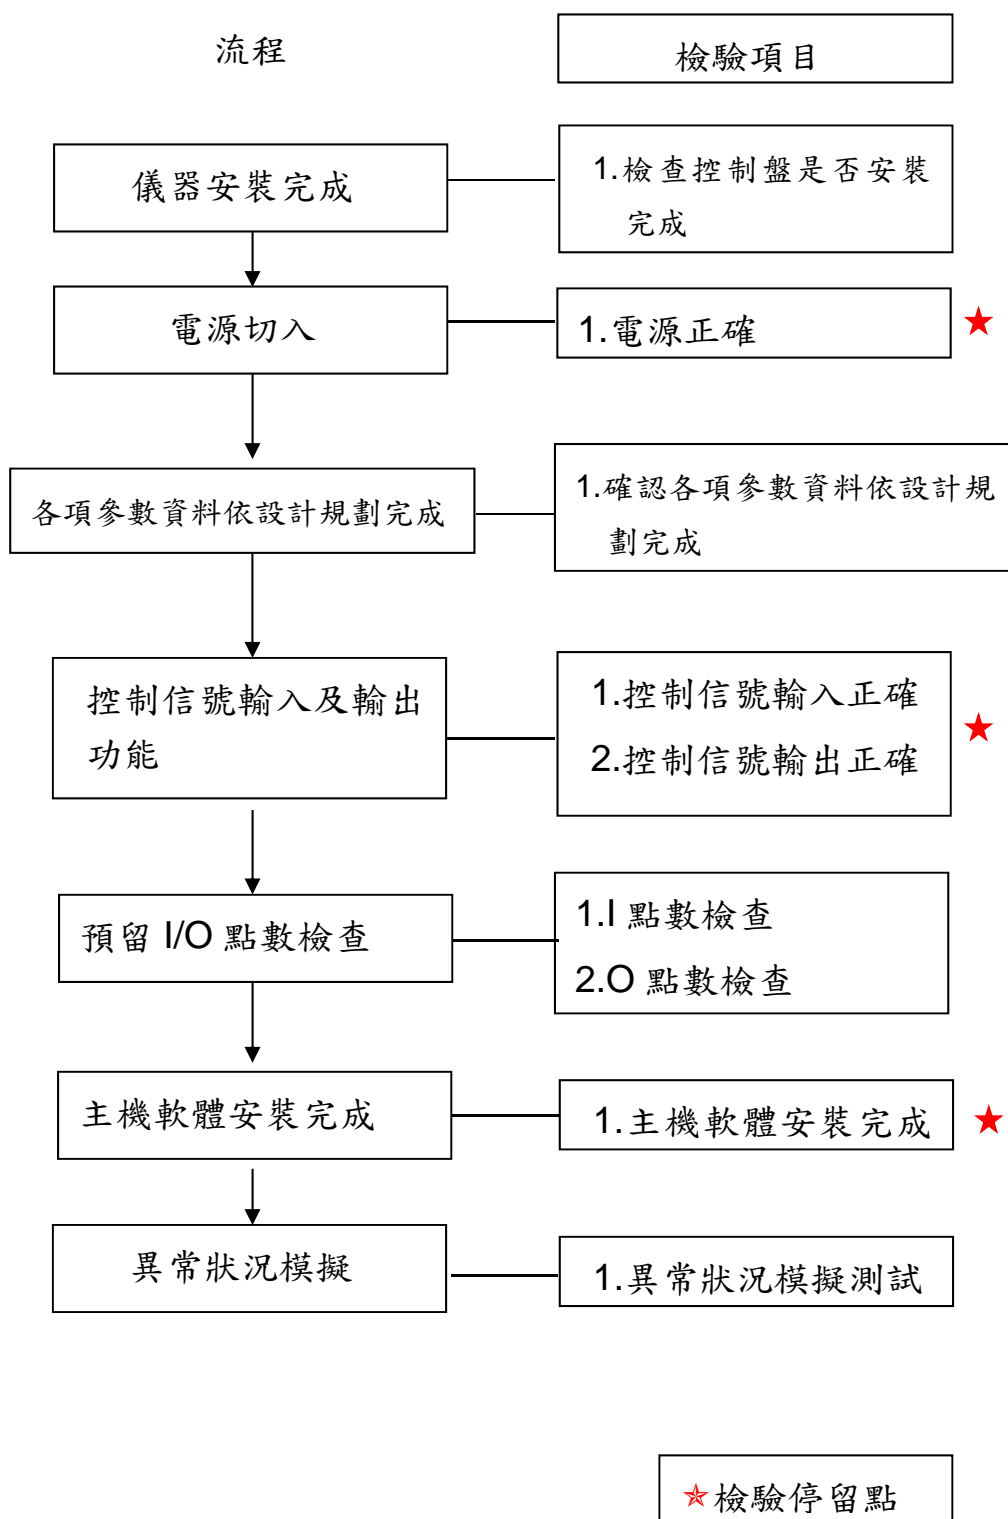 流程
檢驗項目
儀器安裝完成
1.檢查控制盤是否安裝
完成
電源切入
1.電源正確
各項參數資料依設計規劃完成
1.確認各項參數資料依設計規
劃完成
控制信號輸入及輸出
功能
1.控制信號輸入正確
2.控制信號輸出正確
預留 I/O 點數檢查
1.I 點數檢查
2.O 點數檢查
主機軟體安裝完成
1.主機軟體安裝完成
異常狀況模擬
1.異常狀況模擬測試
檢驗停留點